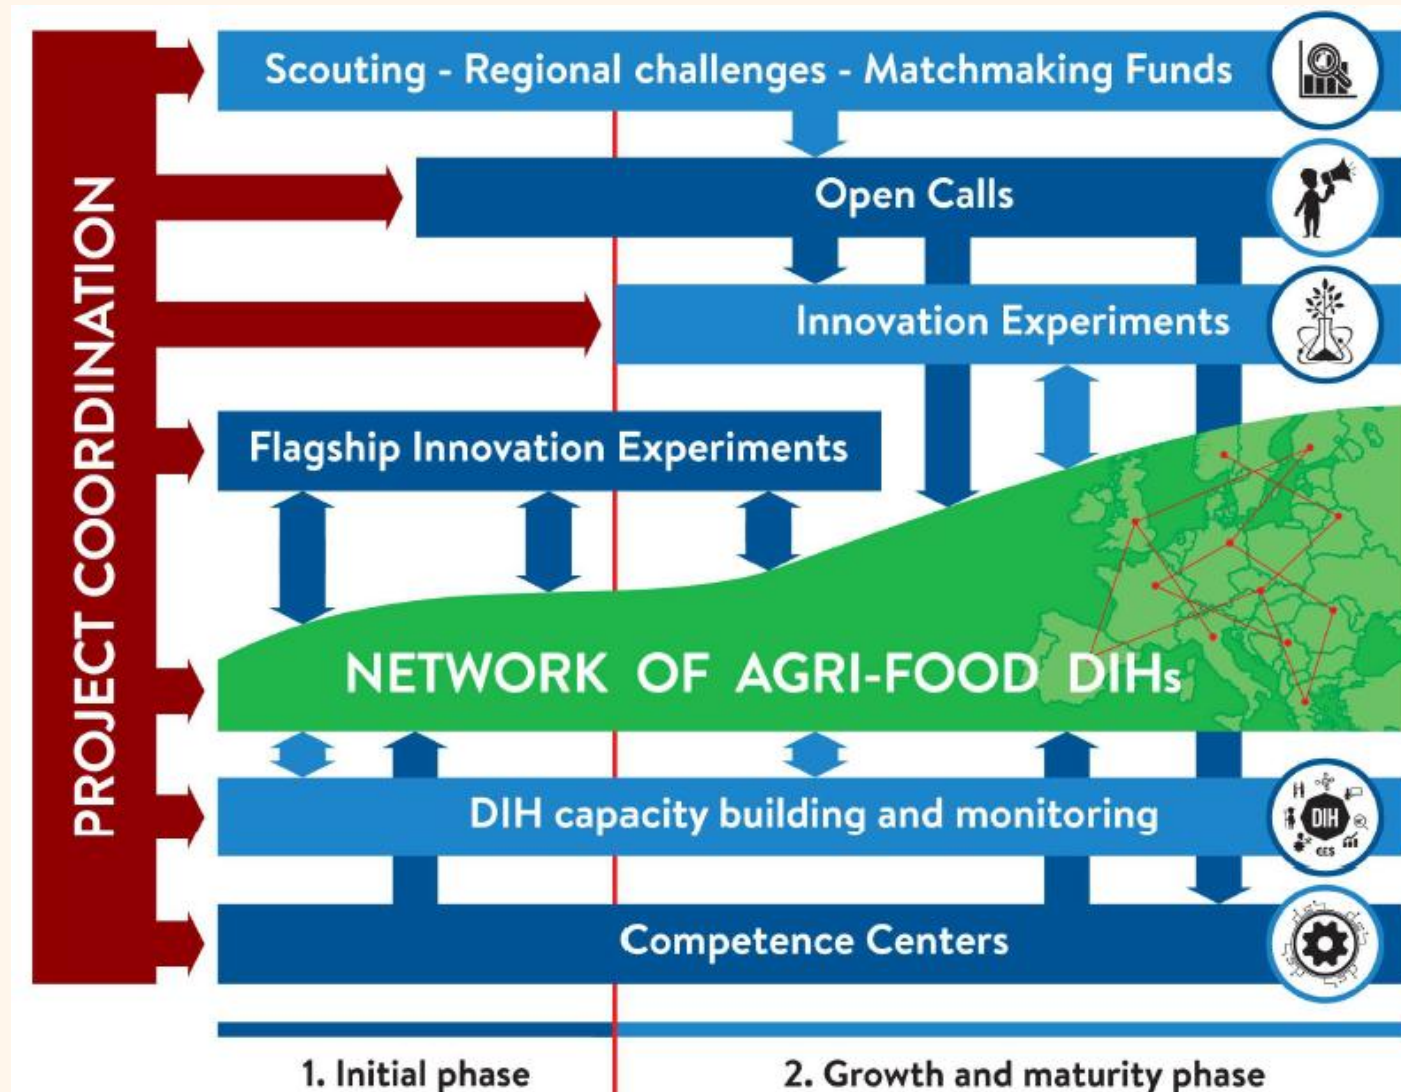 PROJECT COORDINATION
Scouting - Regional challenges - Matchmaking Funds
Open Calls
Innovation Experiments
Flagship Innovation Experiments
NETWORK OF AGRI-FOOD DIHs
DIH capacity building and monitoring
DIH
Competence Centers
1. Initial phase
2. Growth and maturity phase